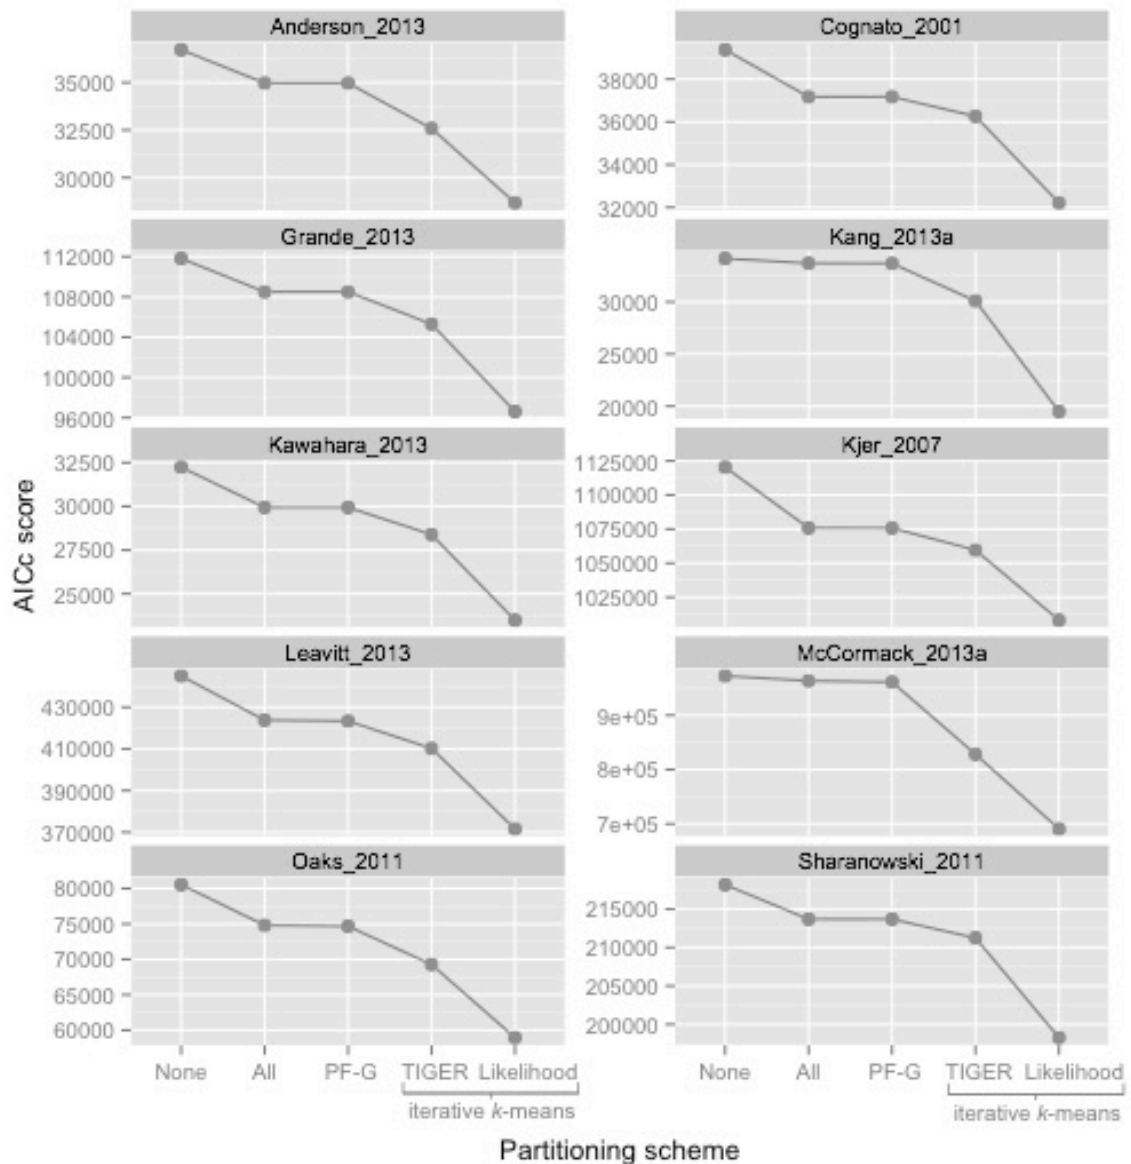 AICc score
Anderson_2013
35000
32500
30000
Cognato_2001
38000
36000
34000
32000
Grande_2013
112000
108000
104000
100000
96000
Kang_2013a
30000
25000
20000
Kawahara_2013
32500
30000
27500
25000
Kjer_2007
1125000
1100000
1075000
1050000
1025000
Leavitt_2013
430000
410000
390000
370000
McCormack_2013a
9e+05
8e+05
7e+05
Oaks_2011
80000
75000
70000
65000
60000
Sharanowski_2011
215000
210000
205000
200000
None All PF-G TIGER Likelihood
iterative k-means
None All PF-G TIGER Likelihood
iterative k-means
Partitioning scheme